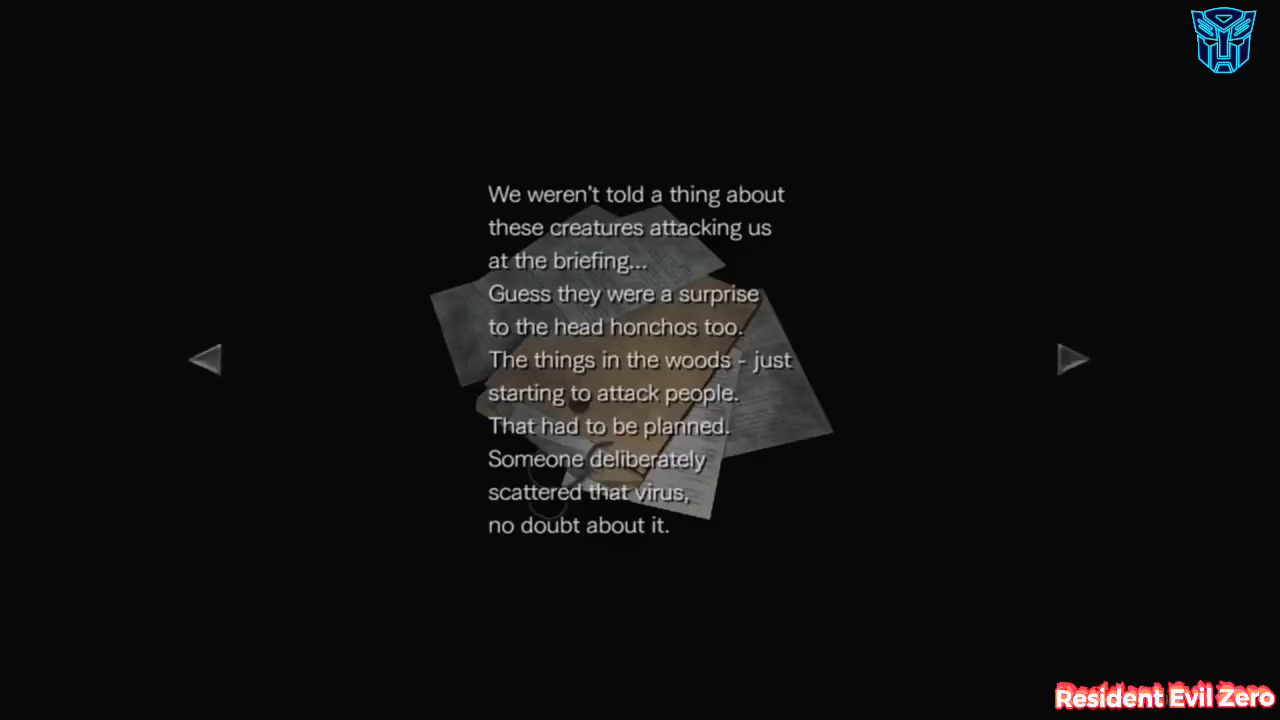 We weren't told a thing about
these creatures attacking us
at the briefing...
Guess they were a surprise
to the head honchos too.
The things in the woods - just
starting to attack people.
That had to be planned.
Someone deliberately
scattered that virus,
no doubt about it.
Resident Evil Zero